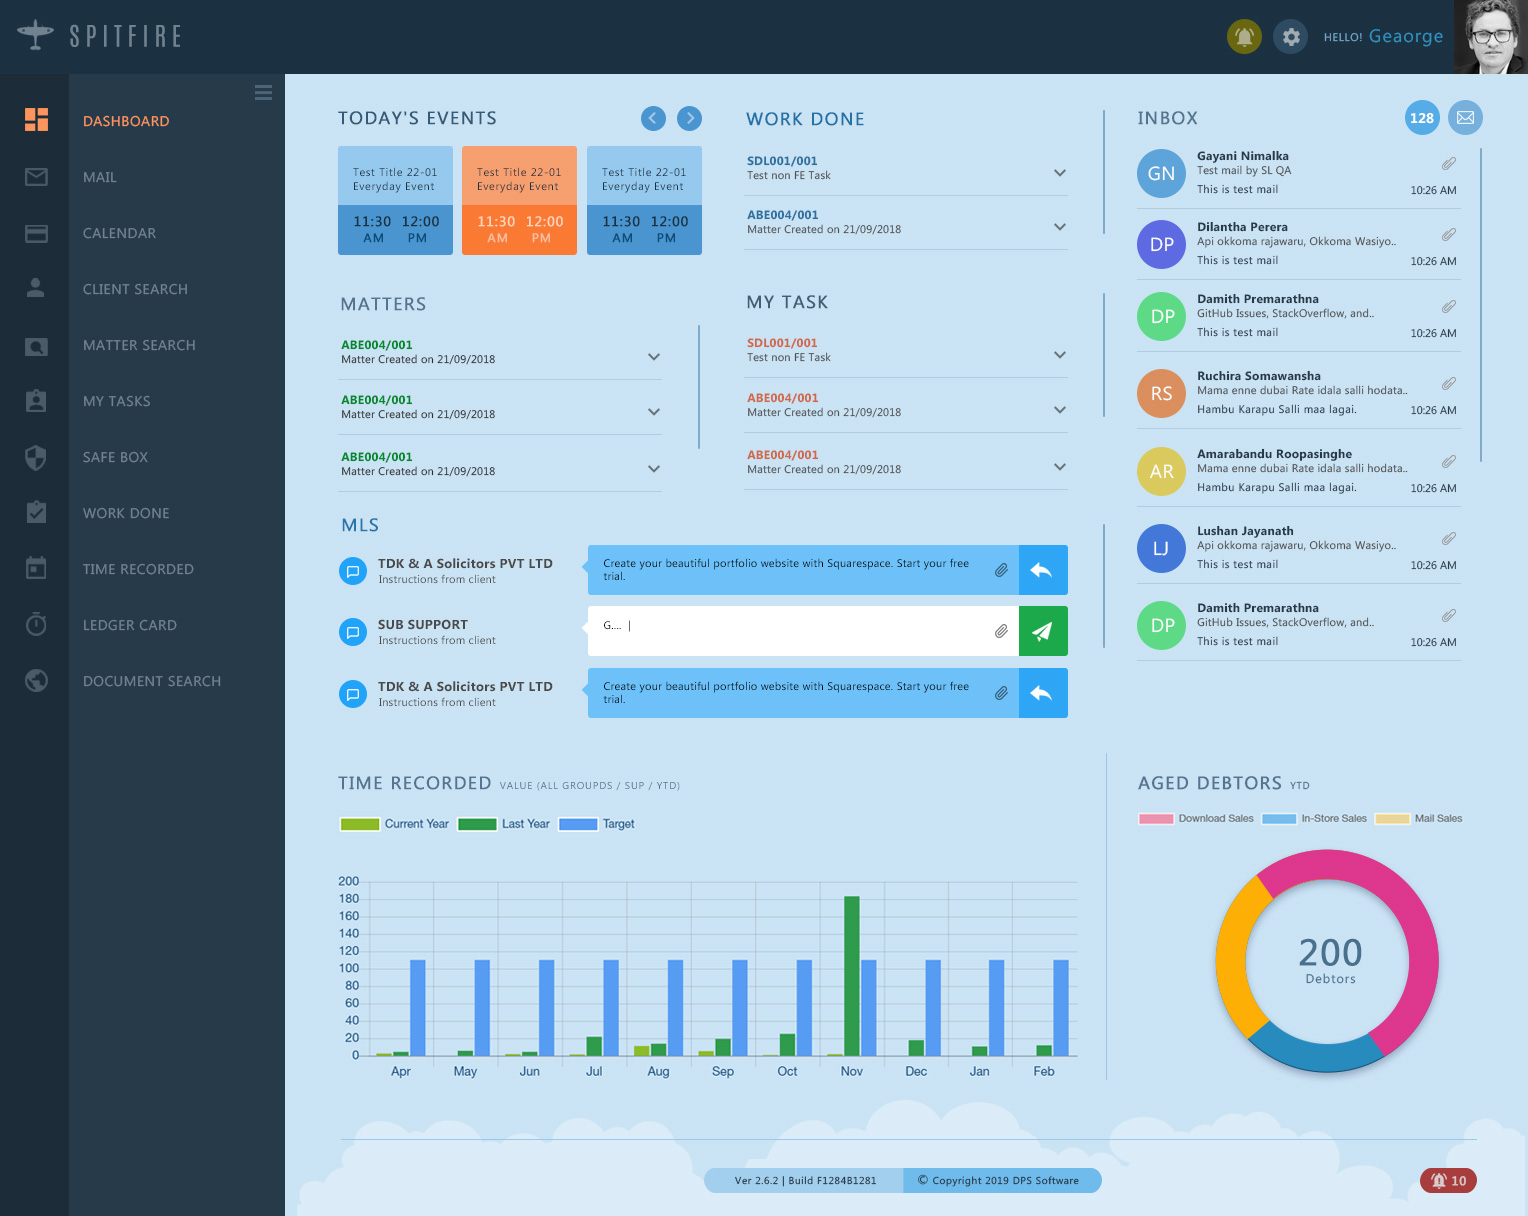 SPITFIRE
HELLO! Geaorge
DASHBOARD
MAIL
CALENDAR
CLIENT SEARCH
MATTER SEARCH
MY TASKS
SAFE BOX
WORK DONE
TIME RECORDED
LEDGER CARD
DOCUMENT SEARCH
TODAY'S EVENTS
Test Title 22-01
Everyday Event
11:30 12:00
AM PM
Test Title 22-01
Everyday Event
11:30 12:00
AM PM
Test Title 22-01
Everyday Event
11:30 12:00
AM PM
WORK DONE
SDL001/001
Test non FE Task
ABE004/001
Matter Created on 21/09/2018
MATTERS
ABE004/001
Matter Created on 21/09/2018
ABE004/001
Matter Created on 21/09/2018
ABE004/001
Matter Created on 21/09/2018
MY TASK
SDL001/001
Test non FE Task
ABE004/001
Matter Created on 21/09/2018
ABE004/001
Matter Created on 21/09/2018
INBOX
128
GN
Gayani Nimalka
Test mail by SL QA
This is test mail
10:26 AM
DP
Dilantha Perera
Api okkoma rajawaru, Okkoma Wasiyo..
This is test mail
10:26 AM
DP
Damith Premarathna
GitHub Issues, StackOverflow, and..
This is test mail
10:26 AM
RS
Ruchira Somawansha
Mama enne dubai Rate idala salli hodata..
Hambu Karapu Salli maa lagai.
10:26 AM
AR
Amarabandu Roopasinghe
Mama enne dubai Rate idala salli hodata..
Hambu Karapu Salli maa lagai.
10:26 AM
LJ
Lushan Jayanath
Api okkoma rajawaru, Okkoma Wasiyo..
This is test mail
10:26 AM
DP
Damith Premarathna
GitHub Issues, StackOverflow, and..
This is test mail
10:26 AM
MLS
TDK & A Solicitors PVT LTD
Instructions from client
Create your beautiful portfolio website with Squarespace. Start your free
trial.
SUB SUPPORT
Instructions from client
G.... |
TDK & A Solicitors PVT LTD
Instructions from client
Create your beautiful portfolio website with Squarespace. Start your free
trial.
TIME RECORDED VALUE (ALL GROUPDS / SUP / YTD)
Current Year Last Year Target
200
180
160
140
120
100
80
60
40
20
0
Apr May Jun Jul Aug Sep Oct Nov Dec Jan Feb
AGED DEBTORS YTD
Download Sales In-Store Sales Mail Sales
200
Debtors
Ver 2.6.2 | Build F1284B1281
© Copyright 2019 DPS Software
10